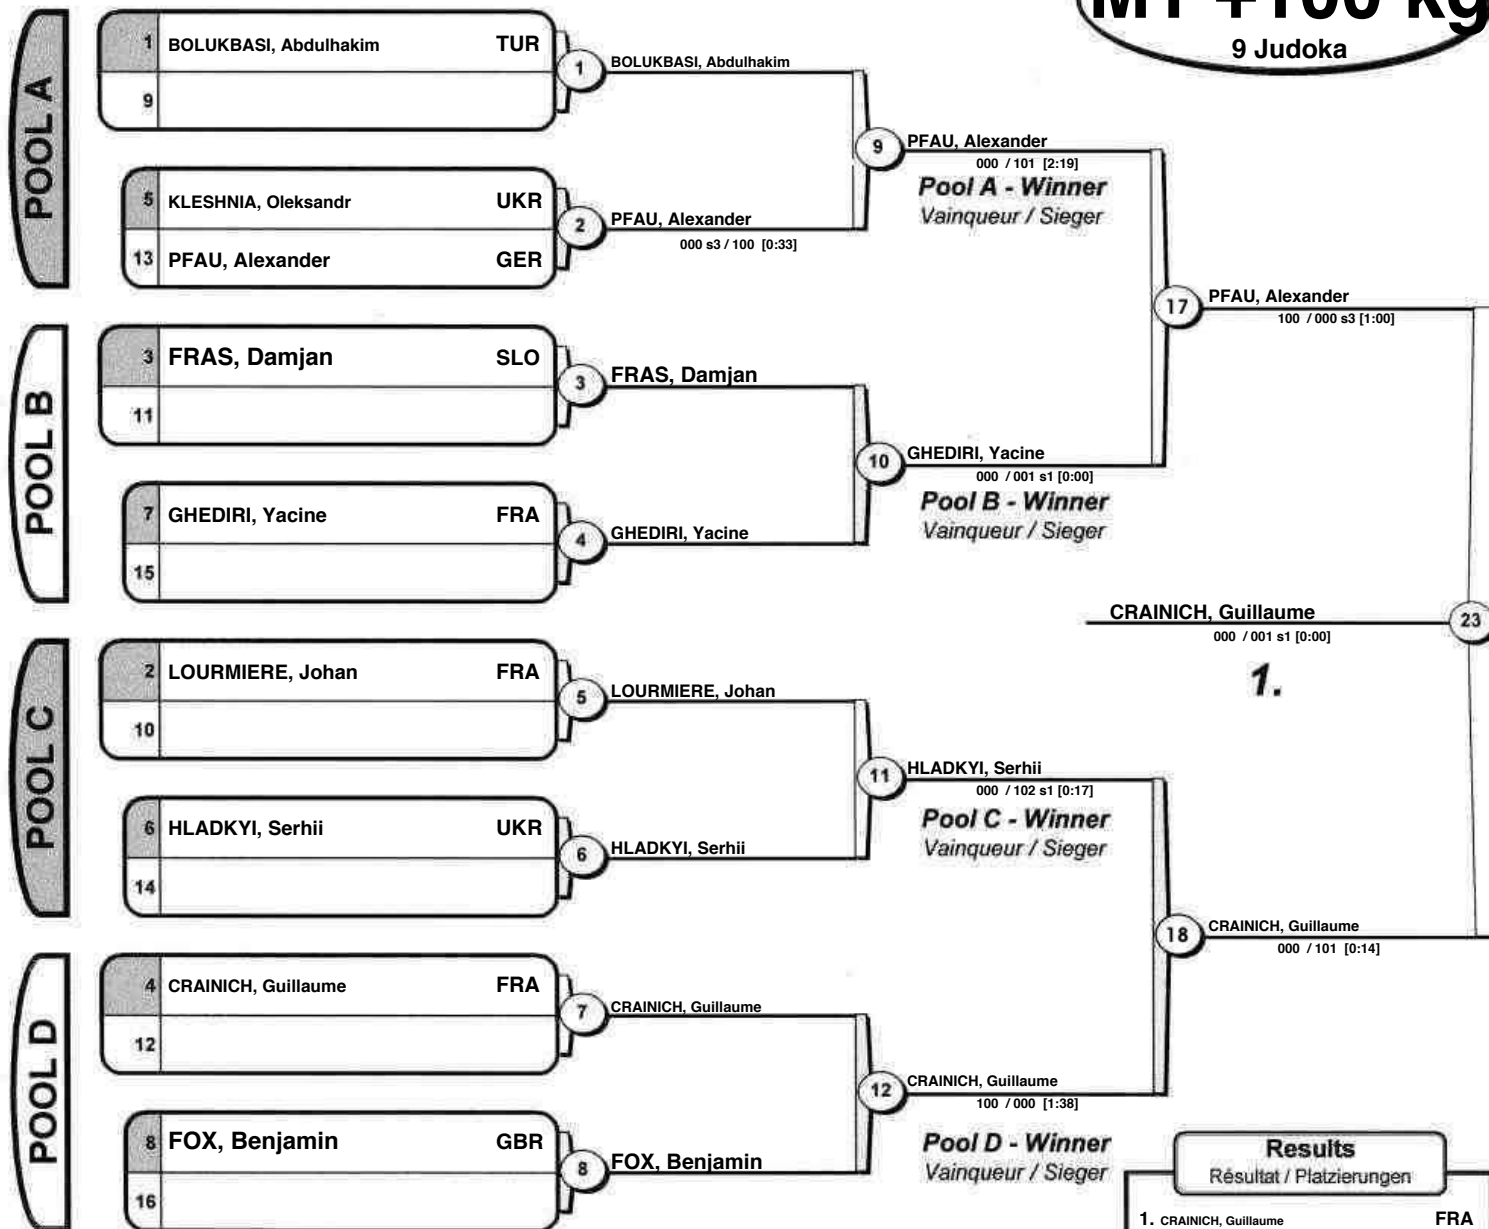 M1 +100 kg
9 Judoka
POOL A
1 BOLUKBASI, Abdulhakim TUR
9
5 KLESHNIA, Oleksandr UKR
13 PFAU, Alexander GER
1 BOLUKBASI, Abdulhakim
2 PFAU, Alexander
000 s3 / 100 [0:33]
9 PFAU, Alexander
000 / 101 [2:19]
Pool A - Winner
Vainqueur / Sieger
POOL B
3 FRAS, Damjan SLO
11
7 GHEDIRI, Yacine FRA
15
3 FRAS, Damjan
4 GHEDIRI, Yacine
10 GHEDIRI, Yacine
000 / 001 s1 [0:00]
Pool B - Winner
Vainqueur / Sieger
17 PFAU, Alexander
100 / 000 s3 [1:00]
CRAINICH, Guillaume 23
000 / 001 s1 [0:00]
1.
POOL C
2 LOURMIERE, Johan FRA
10
6 HLADKYI, Serhii UKR
14
5 LOURMIERE, Johan
6 HLADKYI, Serhii
11 HLADKYI, Serhii
000 / 102 s1 [0:17]
Pool C - Winner
Vainqueur / Sieger
18 CRAINICH, Guillaume
000 / 101 [0:14]
POOL D
4 CRAINICH, Guillaume FRA
12
8 FOX, Benjamin GBR
16
7 CRAINICH, Guillaume
8 FOX, Benjamin
12 CRAINICH, Guillaume
100 / 000 [1:38]
Pool D - Winner
Vainqueur / Sieger
Results
Résultat / Platzierungen
1. CRAINICH, Guillaume FRA